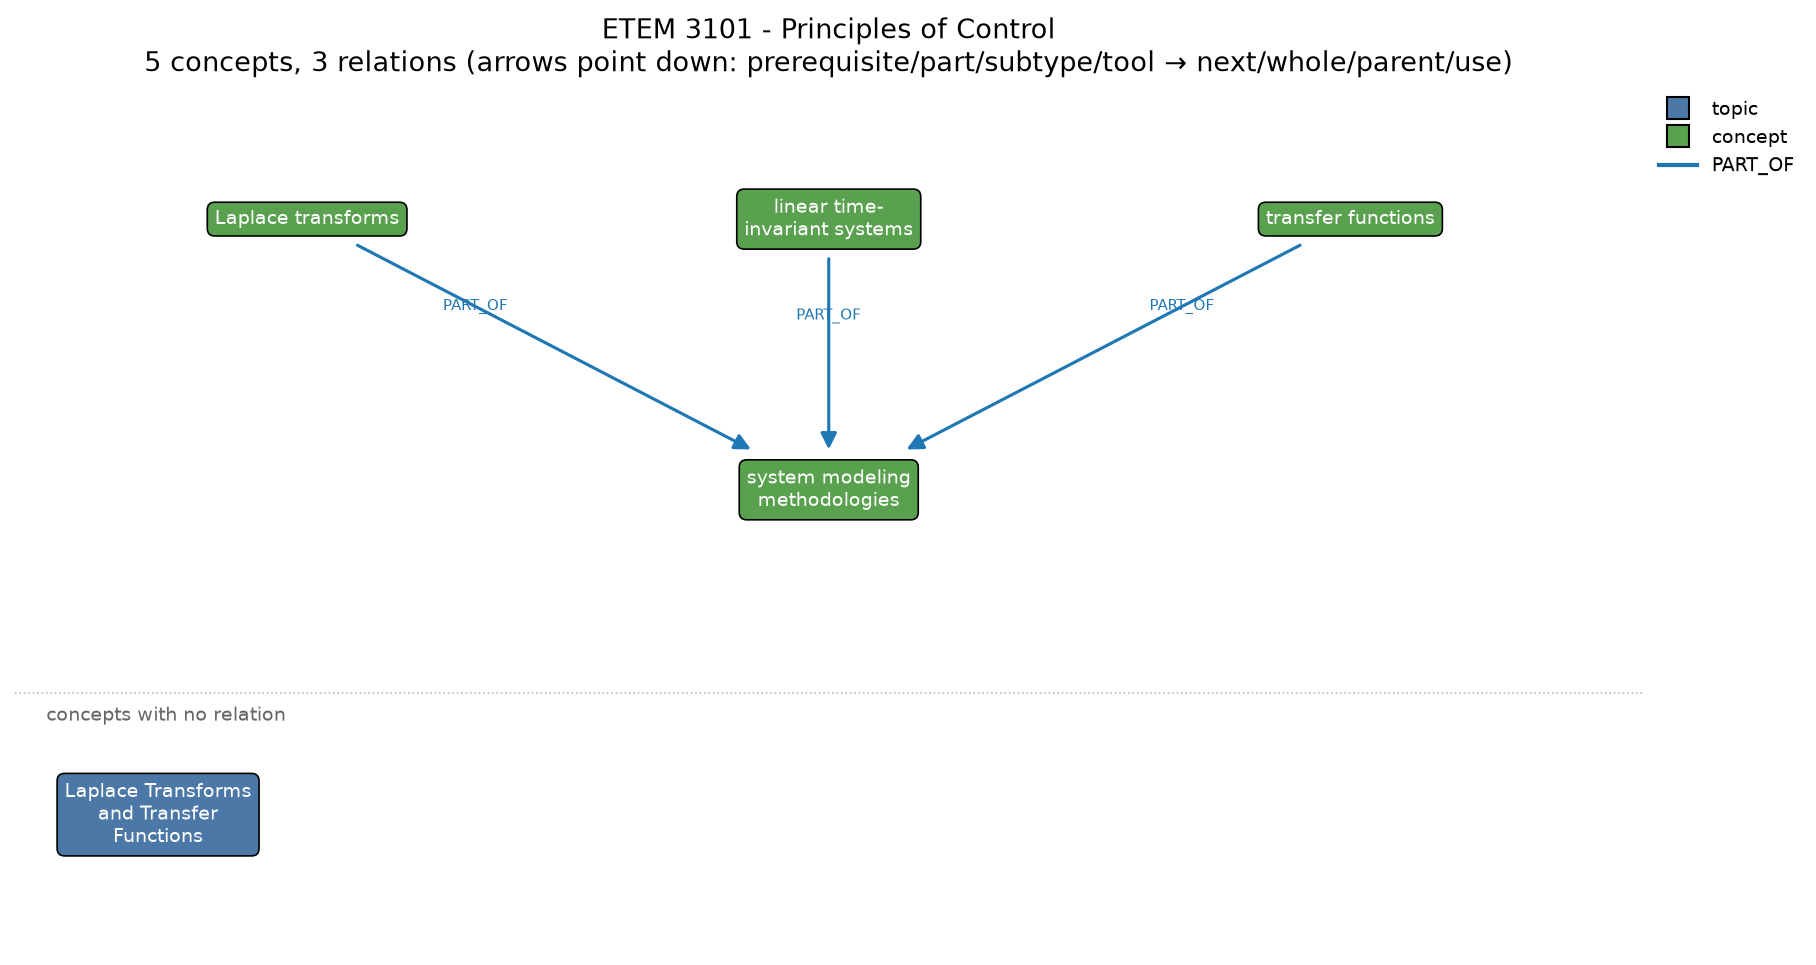 ETEM 3101 - Principles of Control
5 concepts, 3 relations (arrows point down: prerequisite/part/subtype/tool → next/whole/parent/use)
topic
concept
PART_OF
Laplace transforms
linear time-
invariant systems
transfer functions
PART_OF
PART_OF
PART_OF
system modeling
methodologies
concepts with no relation
Laplace Transforms
and Transfer
Functions